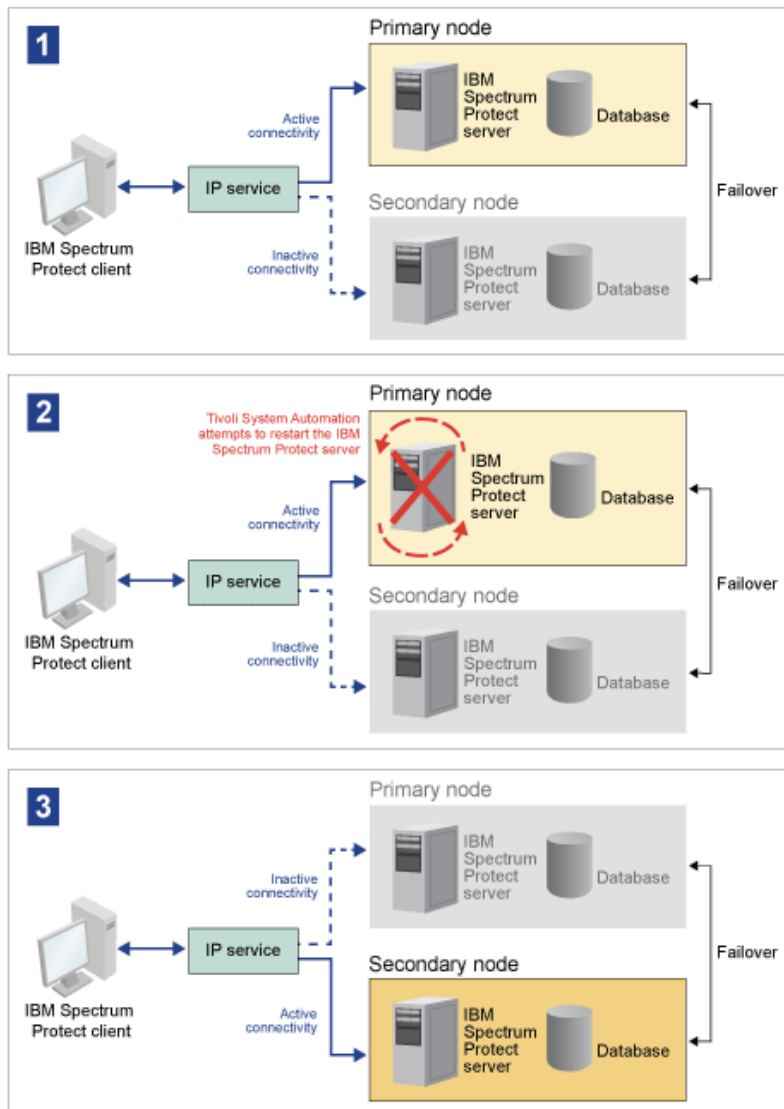 1
Primary node
IBM
Spectrum
Protect
server
Database
Active
connectivity
IP service
IBM Spectrum
Protect client
Failover
Secondary node
Inactive
connectivity
IBM
Spectrum
Protect
server
Database
2
Primary node
Tivoli System Automation
attempts to restart the IBM
Spectrum Protect server
IBM
Spectrum
Protect
server
Database
Active
connectivity
IP service
IBM Spectrum
Protect client
Failover
Secondary node
Inactive
connectivity
IBM
Spectrum
Protect
server
Database
3
Primary node
IBM
Spectrum
Protect
server
Database
Inactive
connectivity
IP service
IBM Spectrum
Protect client
Failover
Secondary node
Active
connectivity
IBM
Spectrum
Protect
server
Database